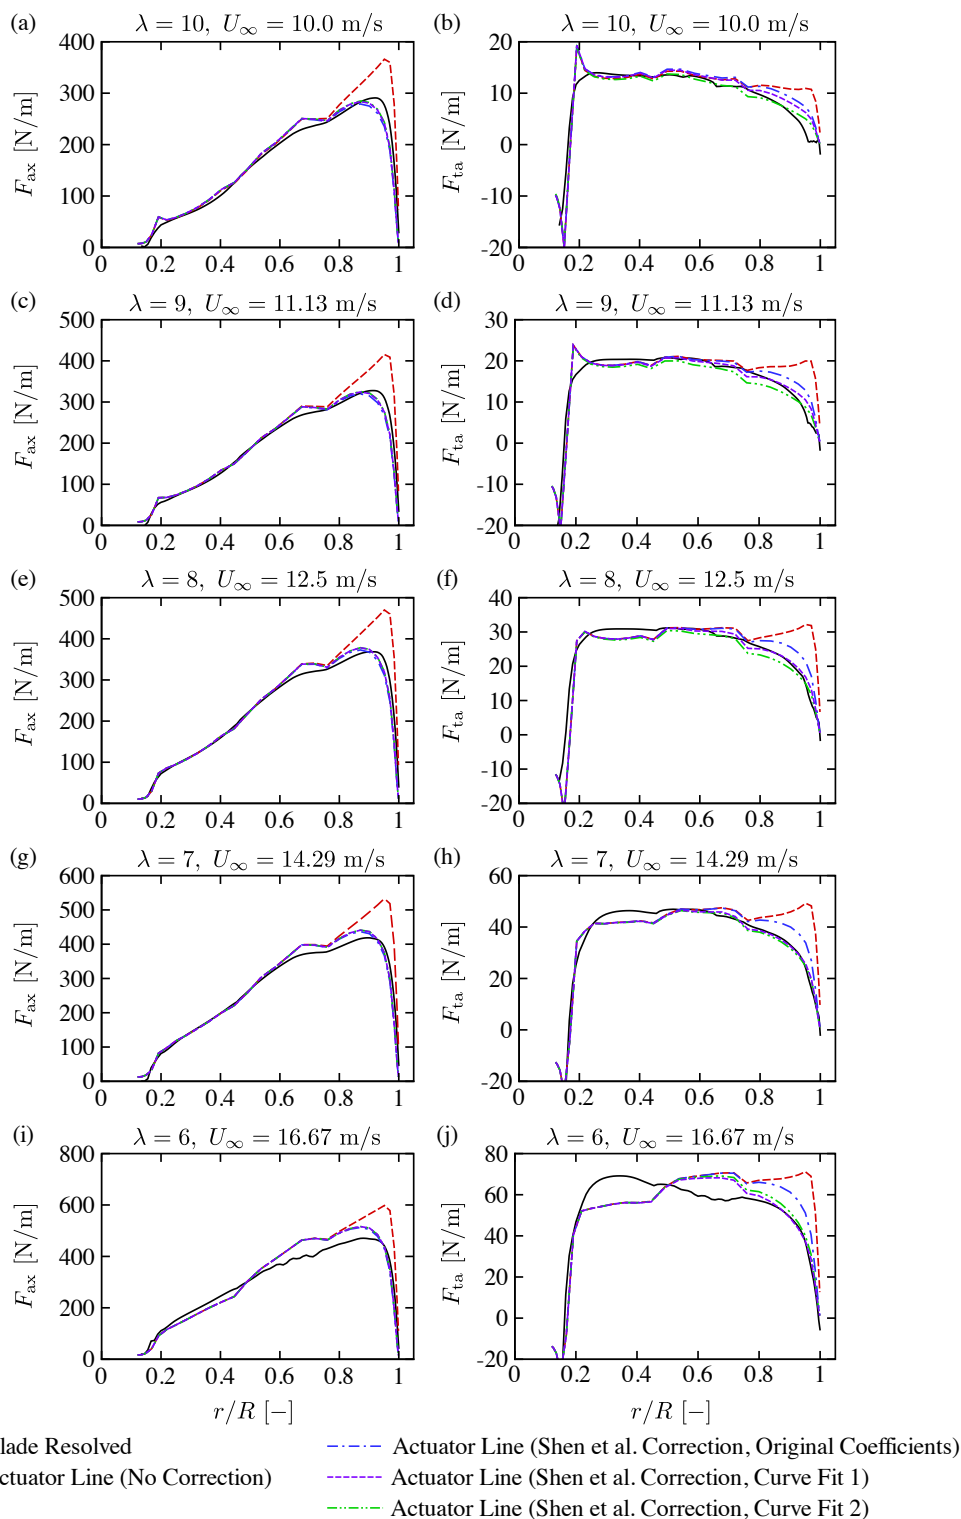 (a) λ = 10, U∞ = 10.0 m/s
400
300
200
100
0
0 0.2 0.4 0.6 0.8 1
F_ax [N/m]
(b) λ = 10, U∞ = 10.0 m/s
20
10
0
-10
-20
0 0.2 0.4 0.6 0.8 1
F_ta [N/m]
(c) λ = 9, U∞ = 11.13 m/s
500
400
300
200
100
0
0 0.2 0.4 0.6 0.8 1
F_ax [N/m]
(d) λ = 9, U∞ = 11.13 m/s
30
20
10
0
-10
-20
0 0.2 0.4 0.6 0.8 1
F_ta [N/m]
(e) λ = 8, U∞ = 12.5 m/s
500
400
300
200
100
0
0 0.2 0.4 0.6 0.8 1
F_ax [N/m]
(f) λ = 8, U∞ = 12.5 m/s
40
30
20
10
0
-10
-20
0 0.2 0.4 0.6 0.8 1
F_ta [N/m]
(g) λ = 7, U∞ = 14.29 m/s
600
500
400
300
200
100
0
0 0.2 0.4 0.6 0.8 1
F_ax [N/m]
(h) λ = 7, U∞ = 14.29 m/s
60
40
20
0
-20
0 0.2 0.4 0.6 0.8 1
F_ta [N/m]
(i) λ = 6, U∞ = 16.67 m/s
800
600
400
200
0
0 0.2 0.4 0.6 0.8 1
F_ax [N/m]
r/R [−]
(j) λ = 6, U∞ = 16.67 m/s
80
60
40
20
0
-20
0 0.2 0.4 0.6 0.8 1
F_ta [N/m]
r/R [−]
lade Resolved
ctuator Line (No Correction)
Actuator Line (Shen et al. Correction, Original Coefficients)
Actuator Line (Shen et al. Correction, Curve Fit 1)
Actuator Line (Shen et al. Correction, Curve Fit 2)